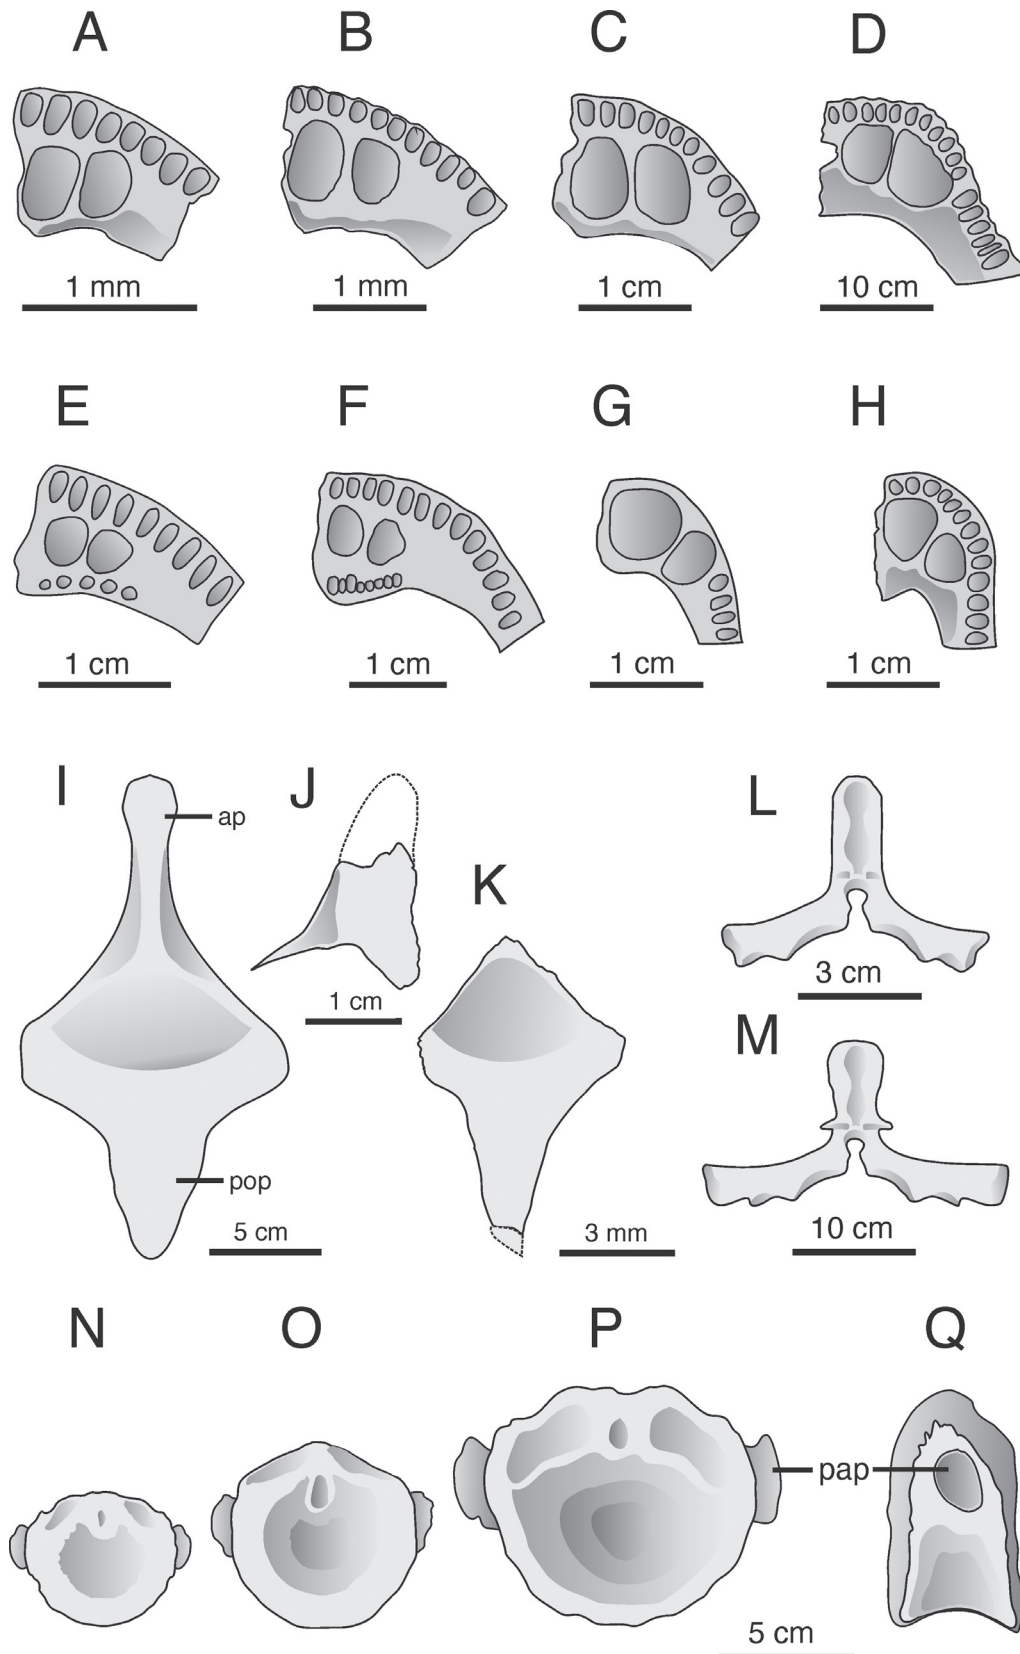 A B C D
1 mm 1 mm 1 cm 10 cm
E F G H
1 cm 1 cm 1 cm 1 cm
I J L
ap
K
1 cm 3 cm
M
pop
5 cm 3 mm 10 cm
N O P Q
pap
5 cm